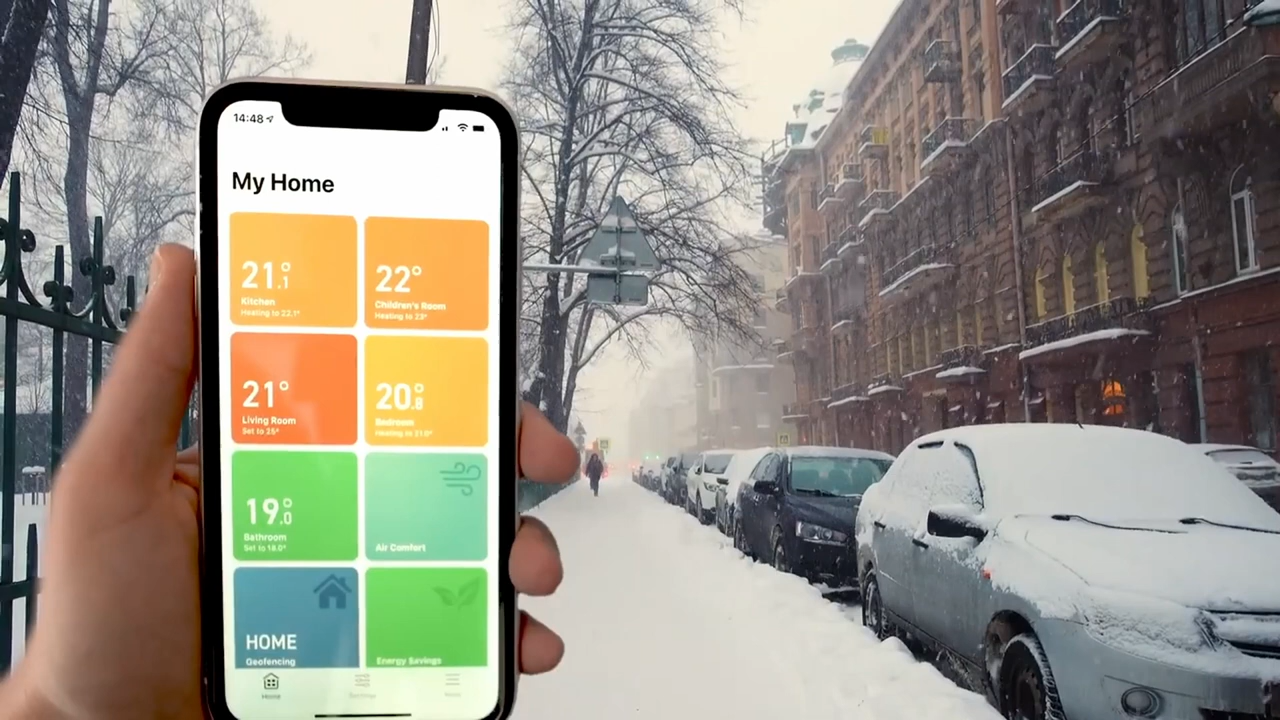 14:48
My Home
21.1°
Kitchen
Heating to 22.1°
22°
Children's Room
Heating to 23°
21°
Living Room
Set to 25°
20.8°
Bedroom
Heating to 21.0°
19.0°
Bathroom
Set to 18.0°
Air Comfort
HOME
Geofencing
Energy Savings
Home
Settings
More